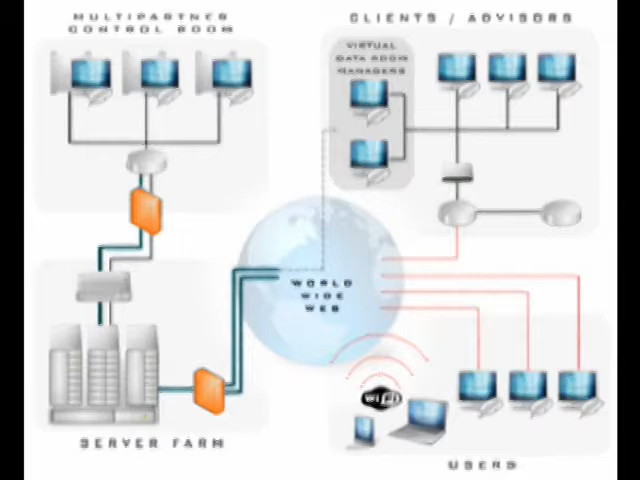 MULTIPARTNER
CONTROL ROOM
CLIENTS / ADVISORS
VIRTUAL
DATA ROOM
MANAGERS
WORLD
WIDE
WEB
WiFi
SERVER FARM
USERS